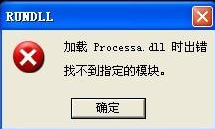 RUNDLL
加载 Processa.dll 时出错
找不到指定的模块。
确定